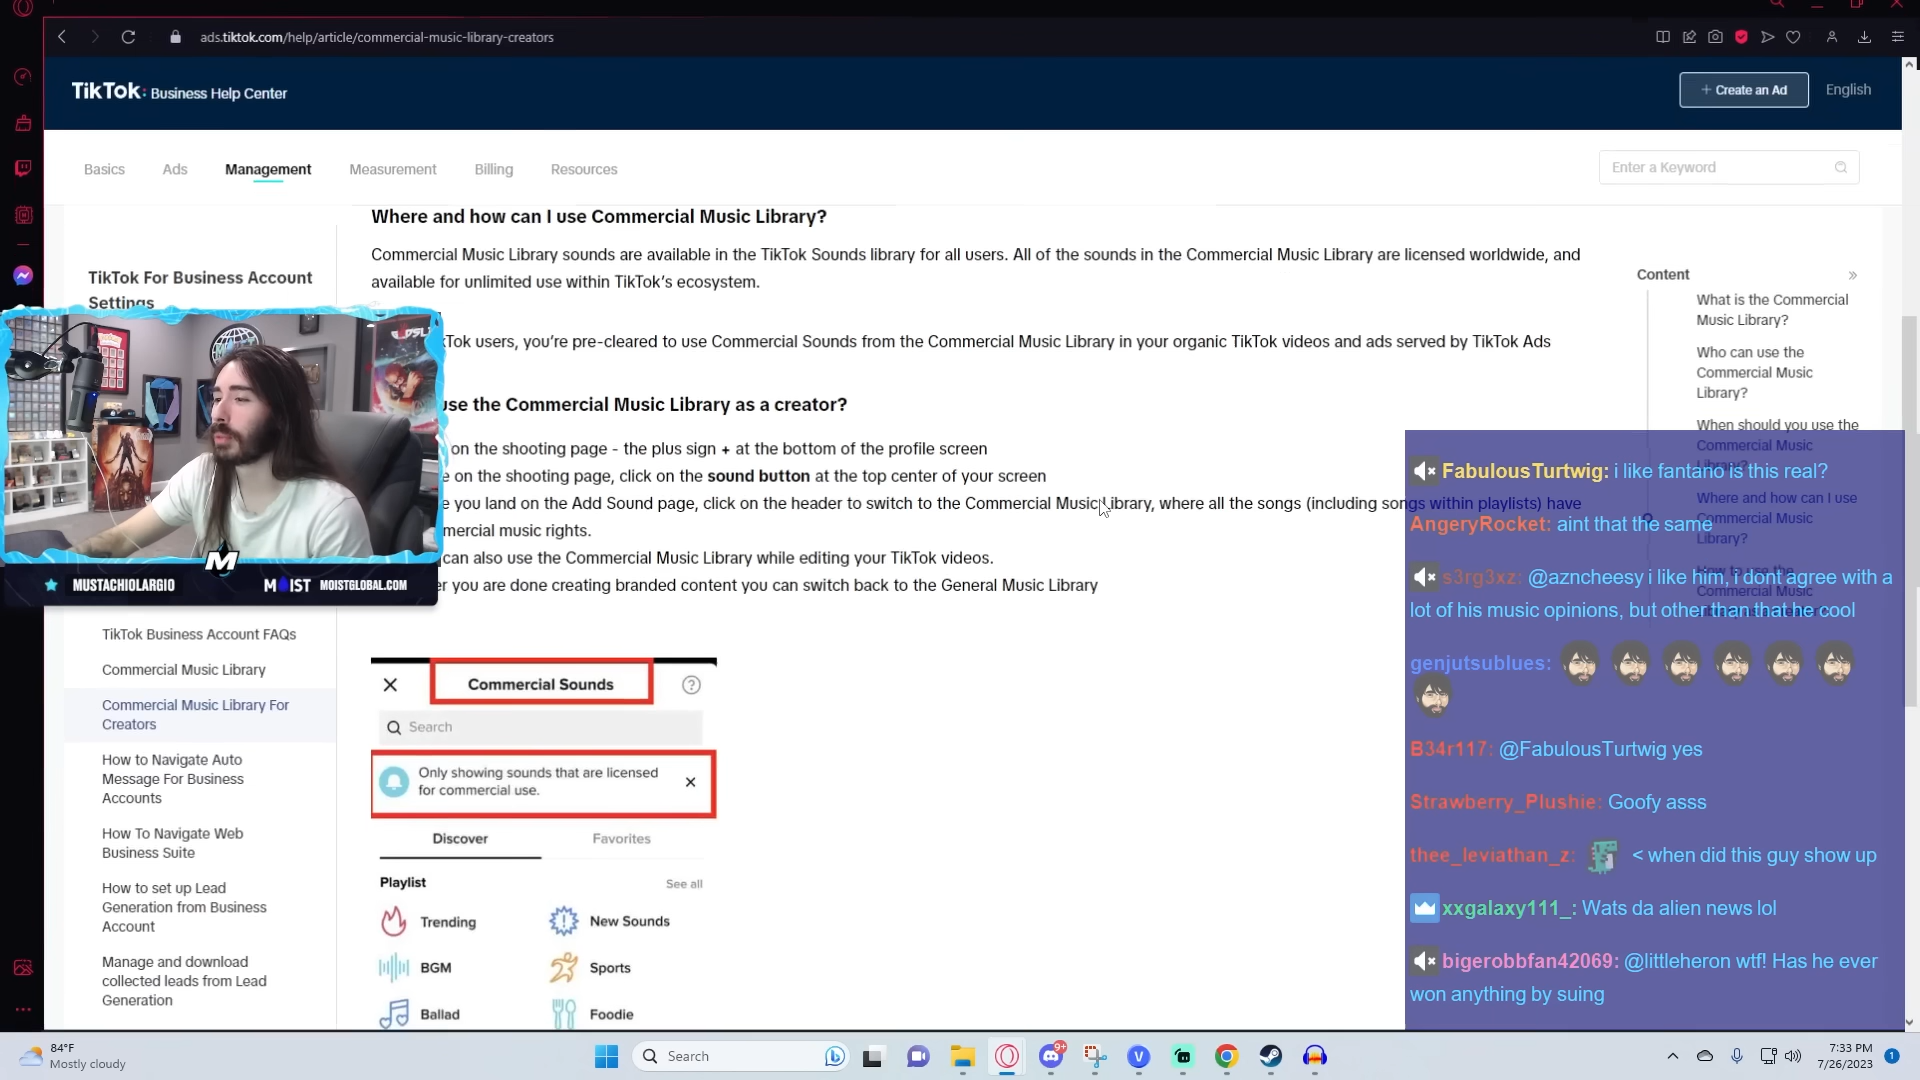 ads.tiktok.com/help/article/commercial-music-library-creators
TikTok: Business Help Center
+ Create an Ad
English
Basics
Ads
Management
Measurement
Billing
Resources
Enter a Keyword
TikTok For Business Account
Settings
TikTok Business Account FAQs
Commercial Music Library
Commercial Music Library For
Creators
How to Navigate Auto
Message For Business
Accounts
How To Navigate Web
Business Suite
How to set up Lead
Generation from Business
Account
Manage and download
collected leads from Lead
Generation
Where and how can I use Commercial Music Library?
Commercial Music Library sounds are available in the TikTok Sounds library for all users. All of the sounds in the Commercial Music Library are licensed worldwide, and
available for unlimited use within TikTok's ecosystem.
users, you're pre-cleared to use Commercial Sounds from the Commercial Music Library in your organic TikTok videos and ads served by TikTok Ads
use the Commercial Music Library as a creator?
on the shooting page - the plus sign + at the bottom of the profile screen
on the shooting page, click on the sound button at the top center of your screen
you land on the Add Sound page, click on the header to switch to the Commercial Music Library, where all the songs (including songs within playlists) have
music rights.
can also use the Commercial Music Library while editing your TikTok videos.
you are done creating branded content you can switch back to the General Music Library
Commercial Sounds
Search
Only showing sounds that are licensed
for commercial use.
Discover
Favorites
Playlist
See all
Trending
New Sounds
BGM
Sports
Ballad
Foodie
Content
What is the Commercial
Music Library?
Who can use the
Commercial Music
Library?
When should you use the
Commercial Music
Where and how can I use
Commercial Music
Library?
MUSTACHIOLARGIO
M
MOIST
MOISTGLOBAL.COM
FabulousTurtwig: i like fantano is this real?
AngeryRocket: aint that the same
s3rg3xz: @azncheesy i like him, i dont agree with a
lot of his music opinions, but other than that he cool
genjutsublues:
B34r117: @FabulousTurtwig yes
Strawberry_Plushie: Goofy asss
thee_leviathan_z: < when did this guy show up
xxgalaxy111_: Wats da alien news lol
bigerobbfan42069: @littleheron wtf! Has he ever
won anything by suing
84°F
Mostly cloudy
Search
9+
7:33 PM
7/26/2023
1